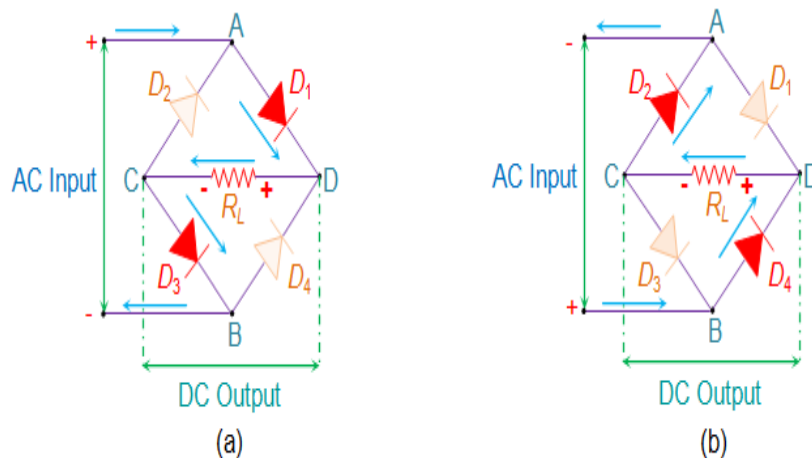 +
A
D2
D1
AC Input
C
-
+
D
RL
D3
D4
-
B
DC Output
(a)
-
A
D2
D1
AC Input
C
-
+
D
RL
D3
D4
+
B
DC Output
(b)